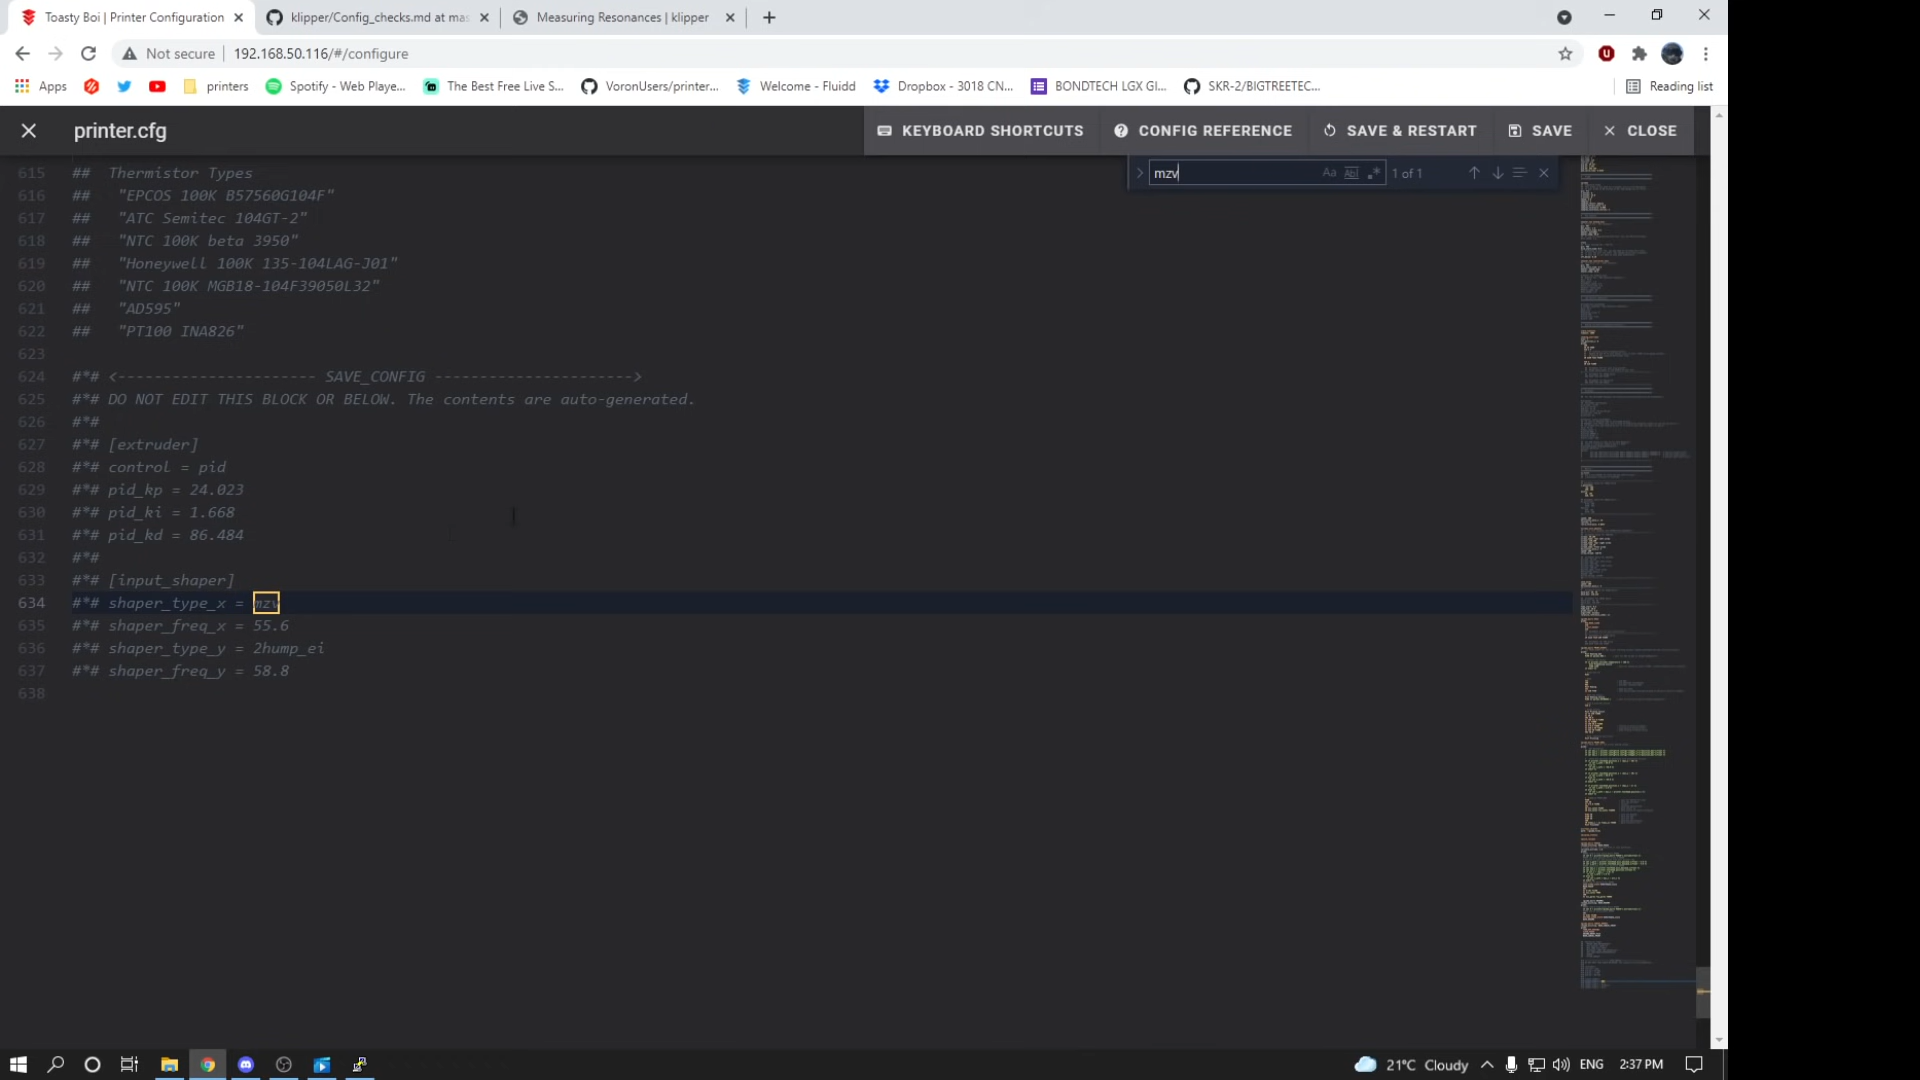 Toasty Boi | Printer Configuration
klipper/Config_checks.md at mas
Measuring Resonances | klipper
Not secure
192.168.50.116/#/configure
Apps
printers
Spotify - Web Playe...
The Best Free Live S...
VoronUsers/printer...
Welcome - Fluidd
Dropbox - 3018 CN...
BONDTECH LGX GI...
SKR-2/BIGTREETEC...
Reading list
printer.cfg
KEYBOARD SHORTCUTS
CONFIG REFERENCE
SAVE & RESTART
SAVE
CLOSE
mzv
1 of 1
615 ## Thermistor Types
616 ## "EPCOS 100K B57560G104F"
617 ## "ATC Semitec 104GT-2"
618 ## "NTC 100K beta 3950"
619 ## "Honeywell 100K 135-104LAG-J01"
620 ## "NTC 100K MGB18-104F39050L32"
621 ## "AD595"
622 ## "PT100 INA826"
623
624 #*# <---------------------- SAVE_CONFIG ---------------------->
625 #*# DO NOT EDIT THIS BLOCK OR BELOW. The contents are auto-generated.
626 #*#
627 #*# [extruder]
628 #*# control = pid
629 #*# pid_kp = 24.023
630 #*# pid_ki = 1.668
631 #*# pid_kd = 86.484
632 #*#
633 #*# [input_shaper]
634 #*# shaper_type_x = mzv
635 #*# shaper_freq_x = 55.6
636 #*# shaper_type_y = 2hump_ei
637 #*# shaper_freq_y = 58.8
638
21°C Cloudy
ENG
2:37 PM